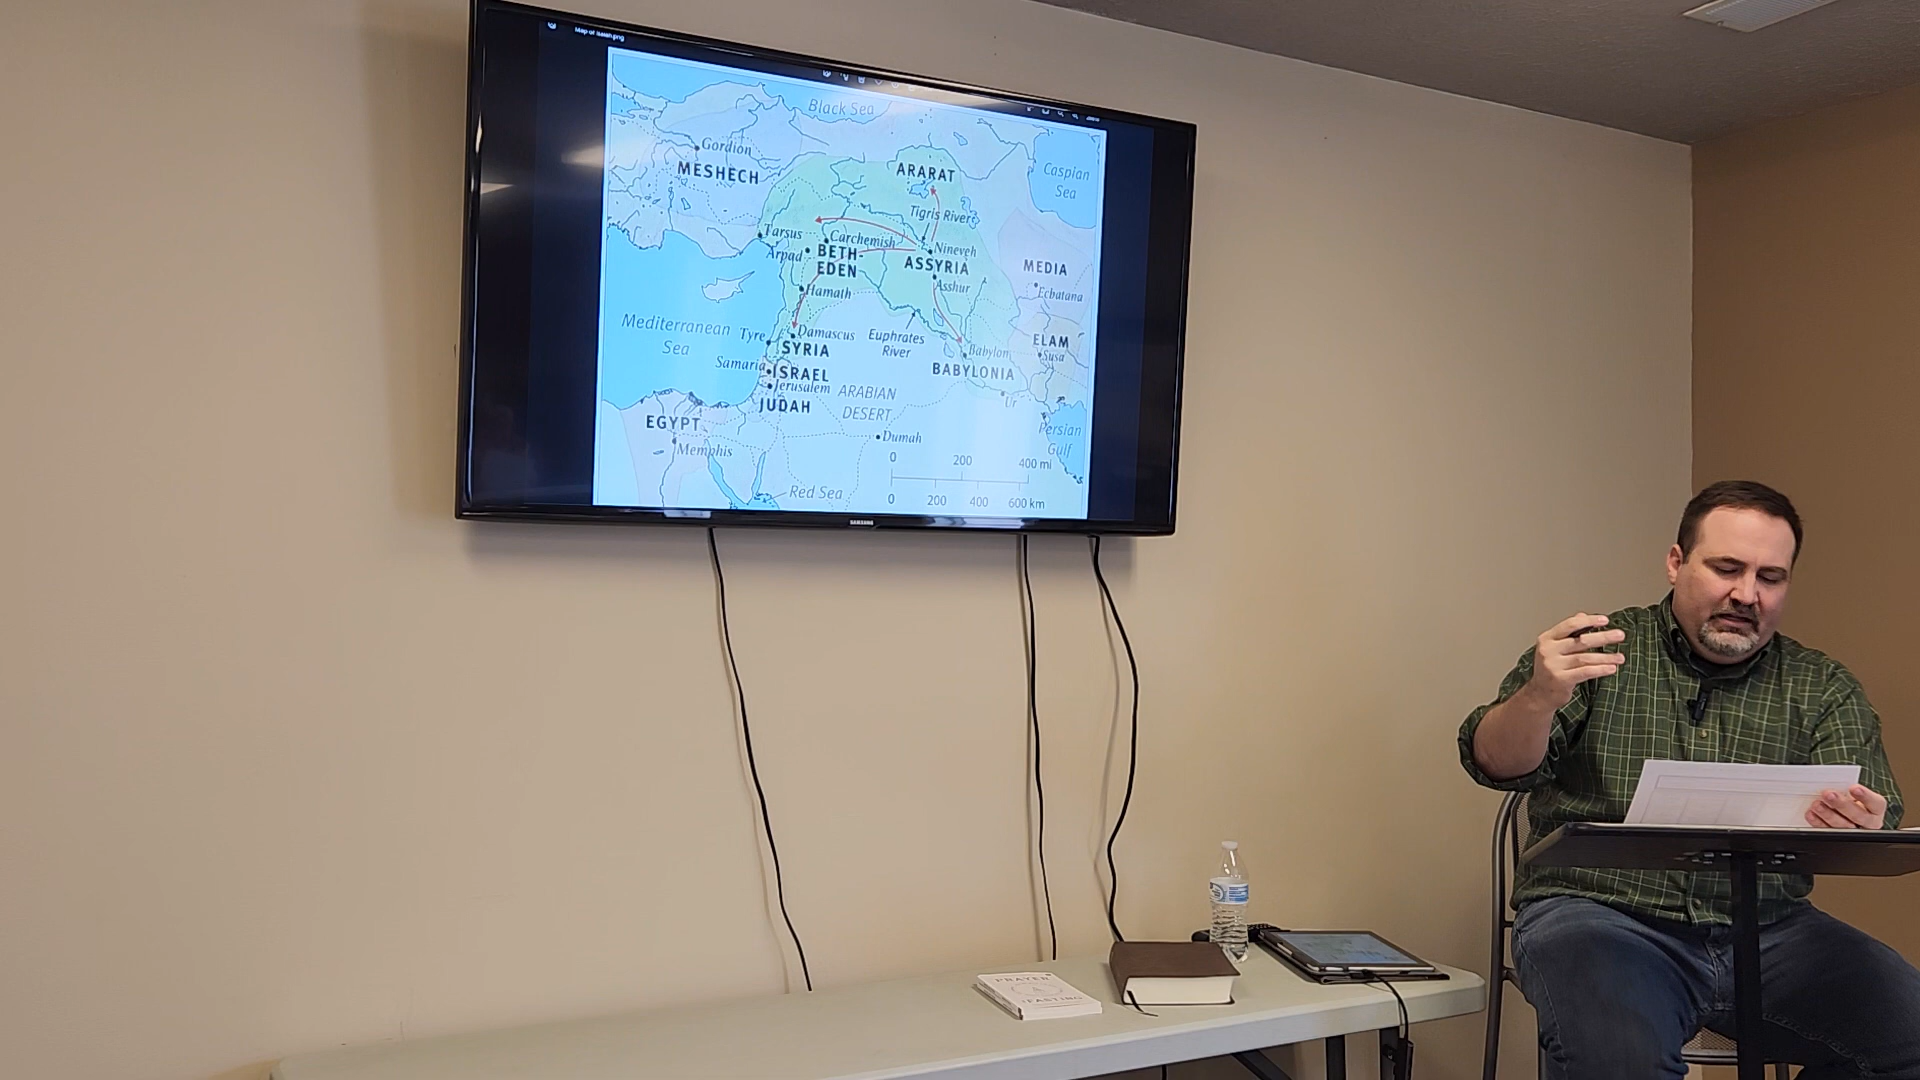 Map of Isaiah.png
Black Sea
Gordion
MESHECH
ARARAT
Caspian
Sea
Tigris River
Tarsus
Carchemish
Nineveh
Arpad
BETH-
EDEN
ASSYRIA
MEDIA
Asshur
Ecbatana
Hamath
Mediterranean
Sea
Tyre
Damascus
Euphrates
River
ELAM
SYRIA
Babylon
Susa
Samaria
ISRAEL
BABYLONIA
Jerusalem
ARABIAN
DESERT
JUDAH
Ur
EGYPT
Persian
Gulf
Memphis
Dumah
0 200 400 mi
Red Sea
0 200 400 600 km
SAMSUNG
PRAYER
FASTING